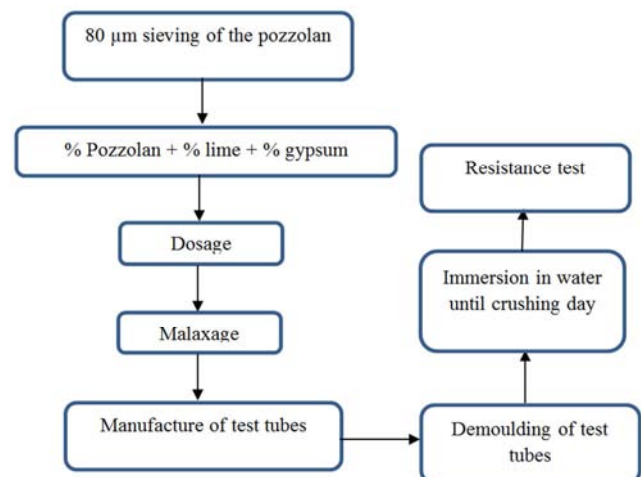 80 µm sieving of the pozzolan
% Pozzolan + % lime + % gypsum
Dosage
Malaxage
Manufacture of test tubes
Demoulding of test
tubes
Immersion in water
until crushing day
Resistance test